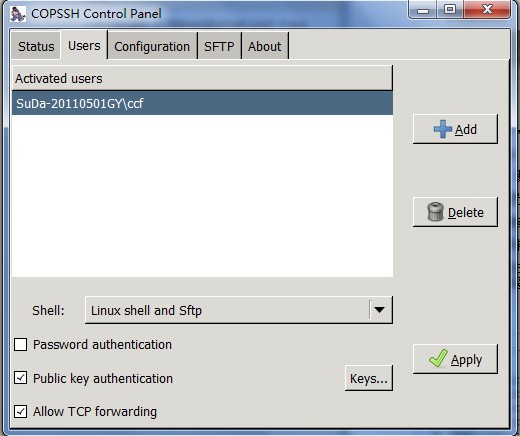 COPSSH Control Panel
Status Users Configuration SFTP About
Activated users
SuDa-20110501GY\ccf
Add
Delete
Shell: Linux shell and Sftp
Password authentication
Apply
Public key authentication Keys...
Allow TCP forwarding